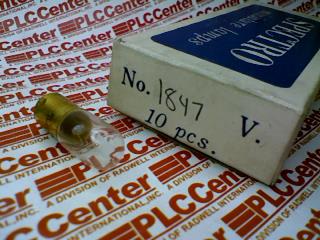 SPECTRO
miniature lamps
No. 1847 V.
10 pcs.
PLCCenter
A DIVISION OF RADWELL INTERNATIONAL, INC.